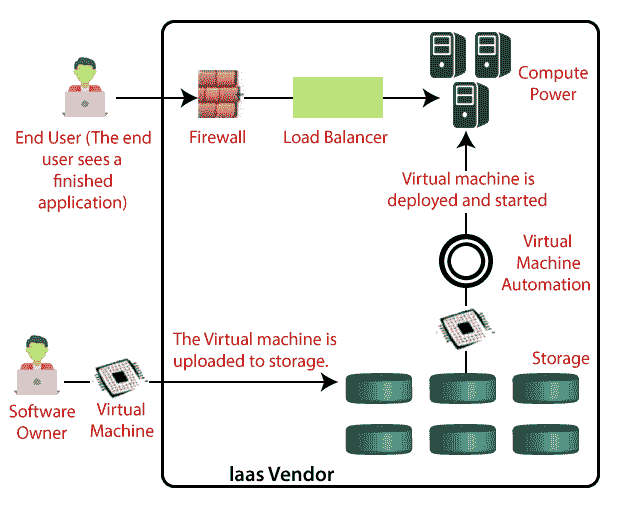 Compute
Power
End User (The end
user sees a
finished
application)
Firewall
Load Balancer
Virtual machine is
deployed and started
Virtual
Machine
Automation
The Virtual machine is
uploaded to storage.
Storage
Software
Owner
Virtual
Machine
Iaas Vendor